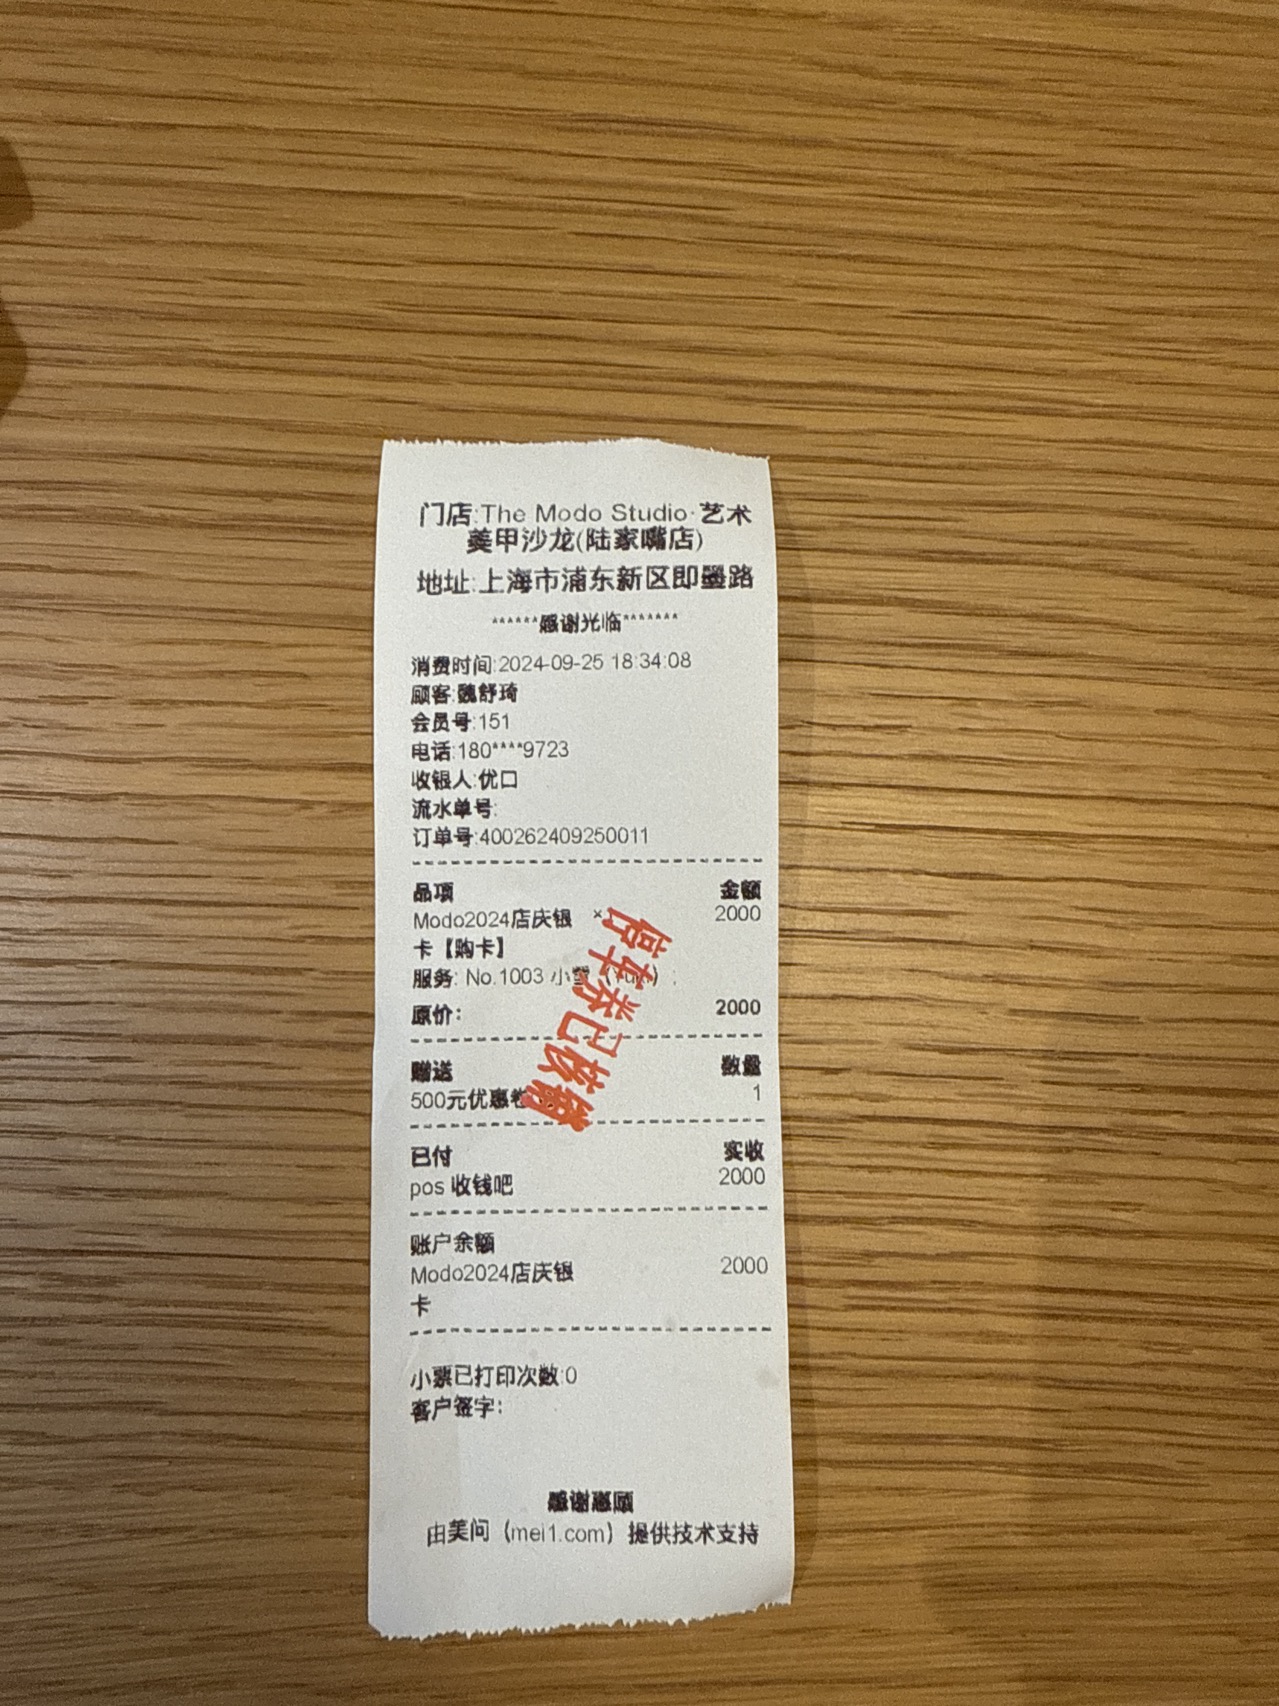 门店:The Modo Studio·艺术
美甲沙龙(陆家嘴店)
地址:上海市浦东新区即墨路
******感谢光临*******
消费时间:2024-09-25 18:34:08
顾客:魏舒琦
会员号:151
电话:180****9723
收银人:优口
流水单号:
订单号:400262409250011
品项 金额
Modo2024店庆银 × 2000
卡【购卡】
服务: No.1003 小 ;
原价: 2000
停车券已核销
赠送 数量
500元优惠卷 1
已付 实收
pos 收钱吧 2000
账户余额
Modo2024店庆银 2000
卡
小票已打印次数:0
客户签字:
感谢惠顾
由美问（mei1.com）提供技术支持